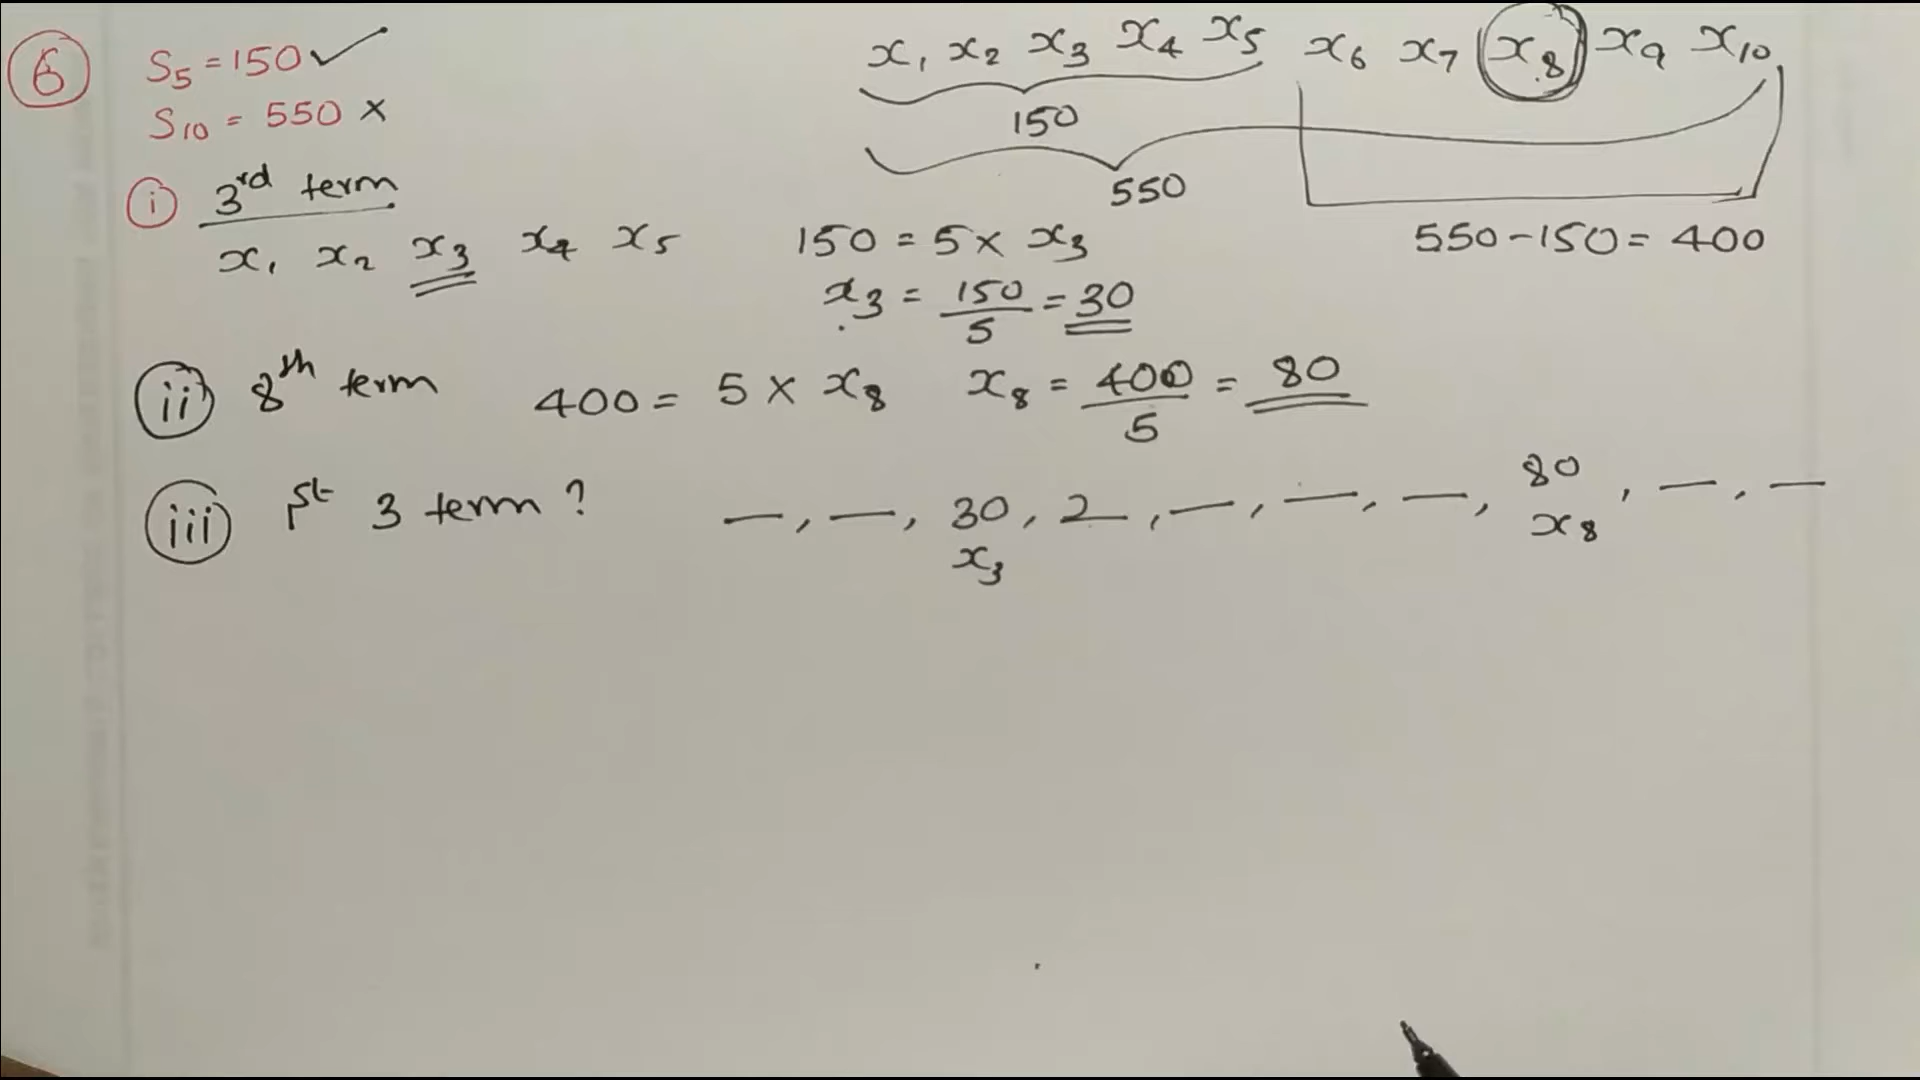 6
S5 = 150 ✓
S10 = 550 ×
x1 x2 x3 x4 x5 x6 x7 x8 x9 x10
150
550
550 - 150 = 400
i 3rd term
x1 x2 x3 x4 x5
150 = 5 × x3
x3 = 150/5 = 30
ii 8th term 400 = 5 × x8 x8 = 400/5 = 80
iii 1st 3 term ? —, —, 30, 2—, —, —, —, 80, —, —
x3 x8